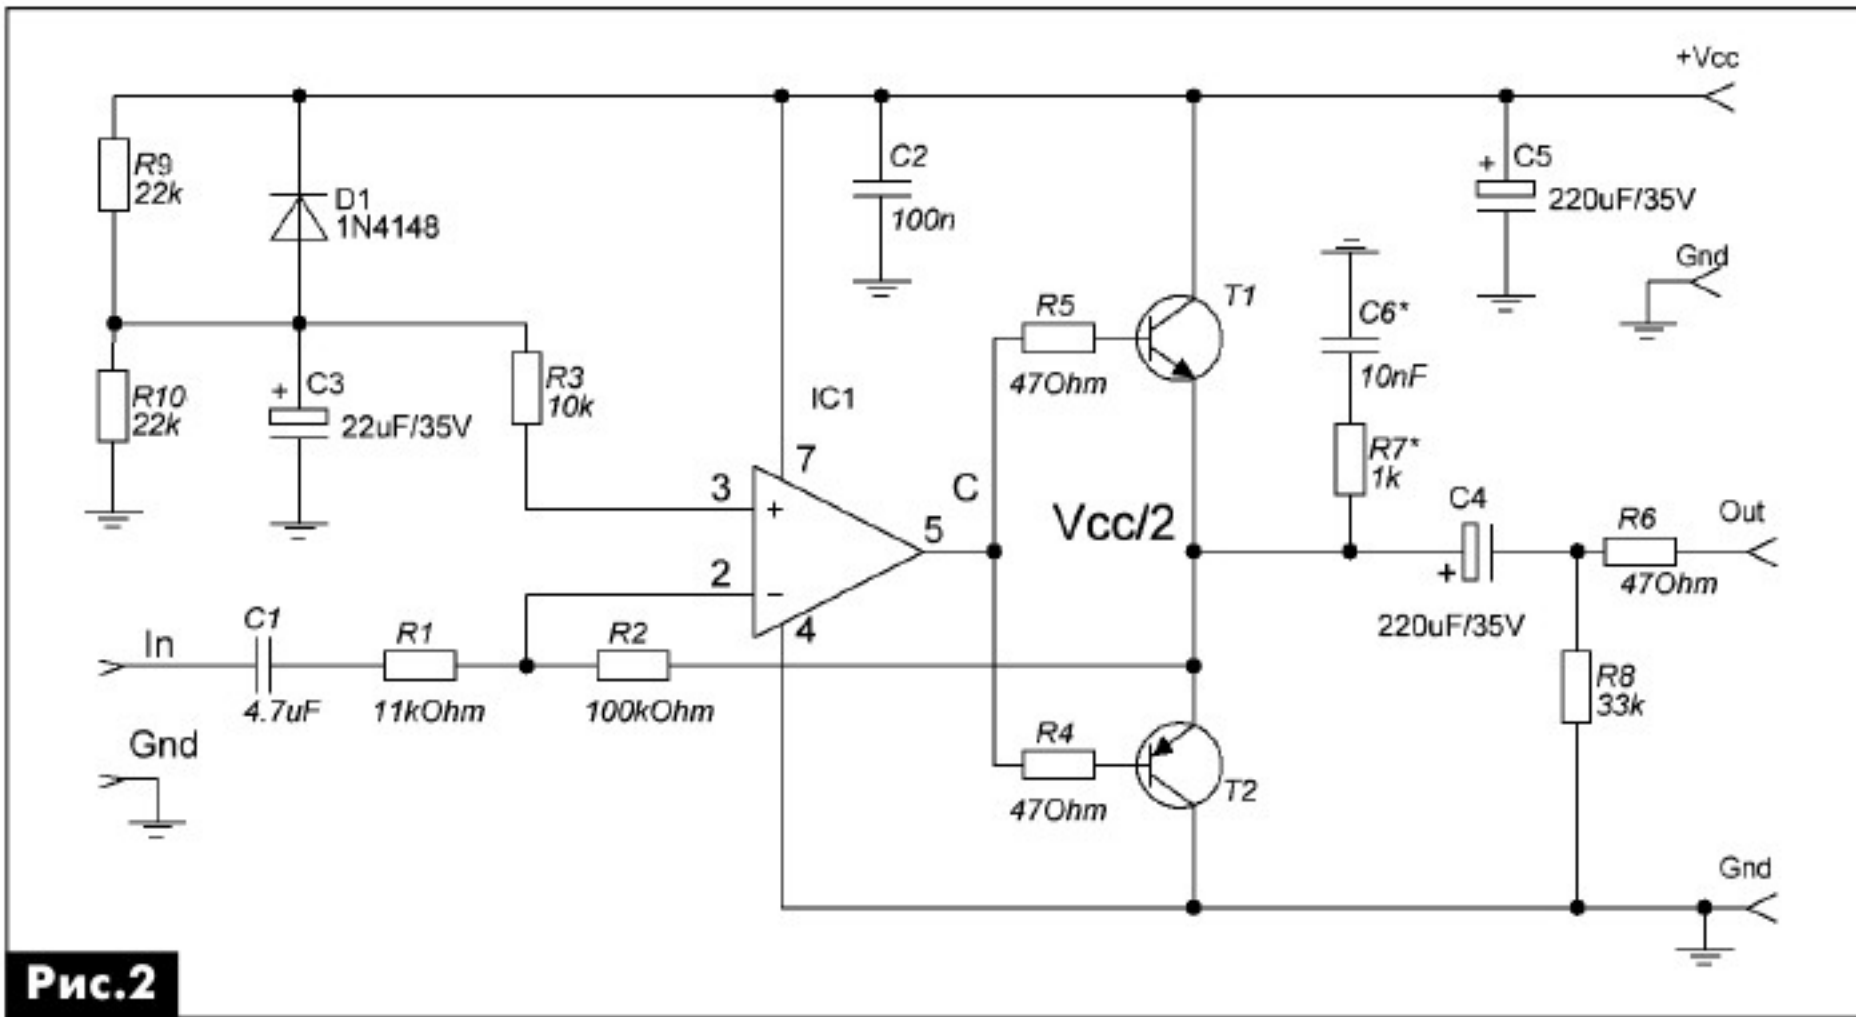 +Vcc
R9
22k
D1
1N4148
C2
100n
+
C5
220uF/35V
Gnd
R10
22k
+
C3
22uF/35V
R3
10k
IC1
R5
47Ohm
T1
C6*
10nF
R7*
1k
7
3
+
C
5
Vcc/2
C4
+
220uF/35V
R6
47Ohm
Out
2
−
4
In
C1
4.7uF
R1
11kOhm
R2
100kOhm
R8
33k
Gnd
R4
47Ohm
T2
Gnd
Рис.2